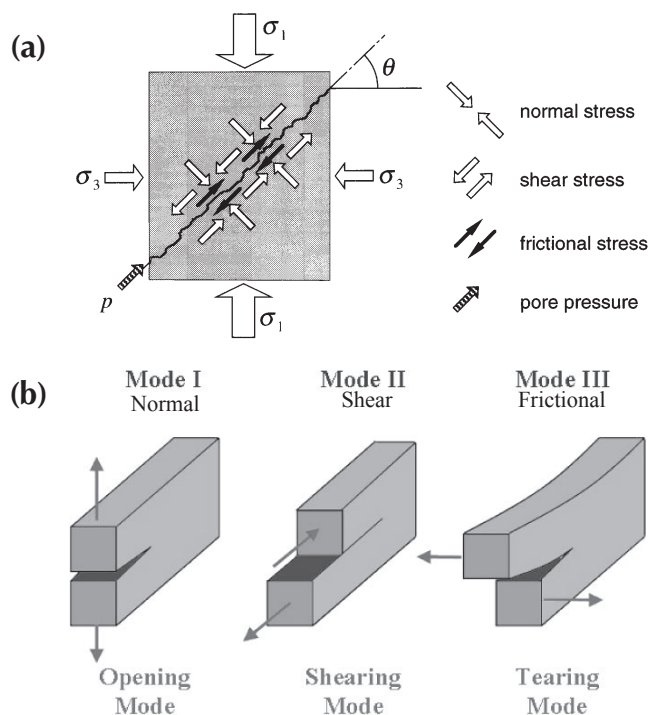 (a)
σ1
θ
normal stress
σ3
σ3
shear stress
frictional stress
p
σ1
pore pressure
(b)
Mode I
Normal
Mode II
Shear
Mode III
Frictional
Opening
Mode
Shearing
Mode
Tearing
Mode